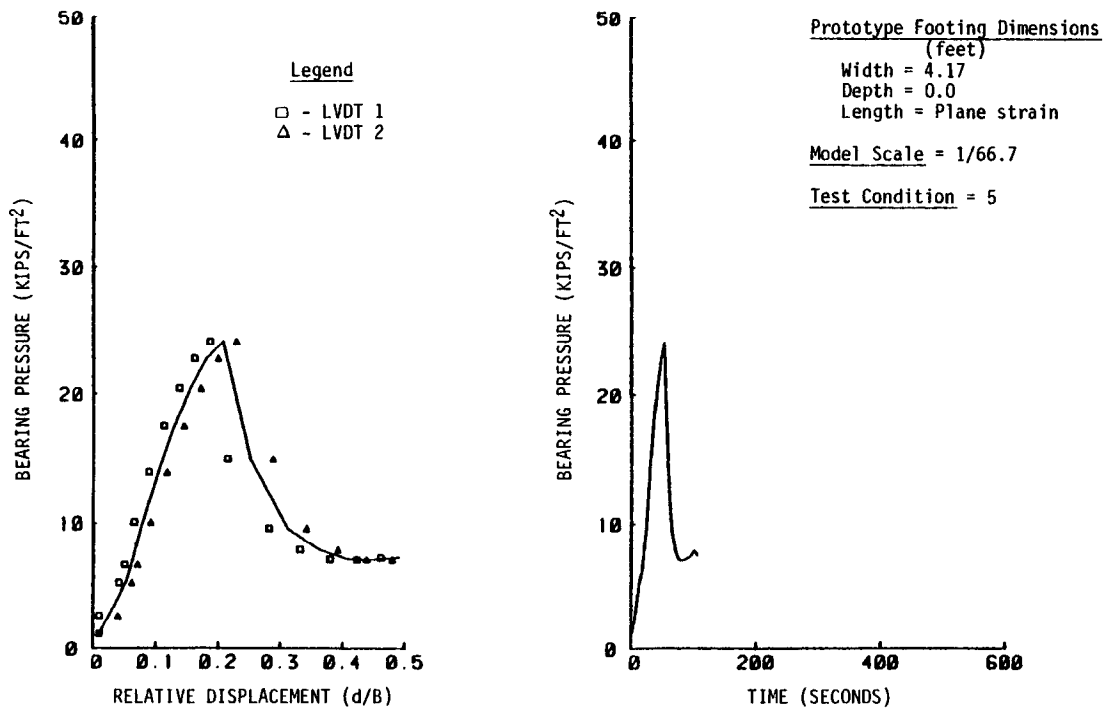 50
40
30
20
10
0
BEARING PRESSURE (KIPS/FT²)
Legend
□ - LVDT 1
△ - LVDT 2
0 0.1 0.2 0.3 0.4 0.5
RELATIVE DISPLACEMENT (d/B)
50
40
30
20
10
0
BEARING PRESSURE (KIPS/FT²)
0 200 400 600
TIME (SECONDS)
Prototype Footing Dimensions
(feet)
Width = 4.17
Depth = 0.0
Length = Plane strain
Model Scale = 1/66.7
Test Condition = 5